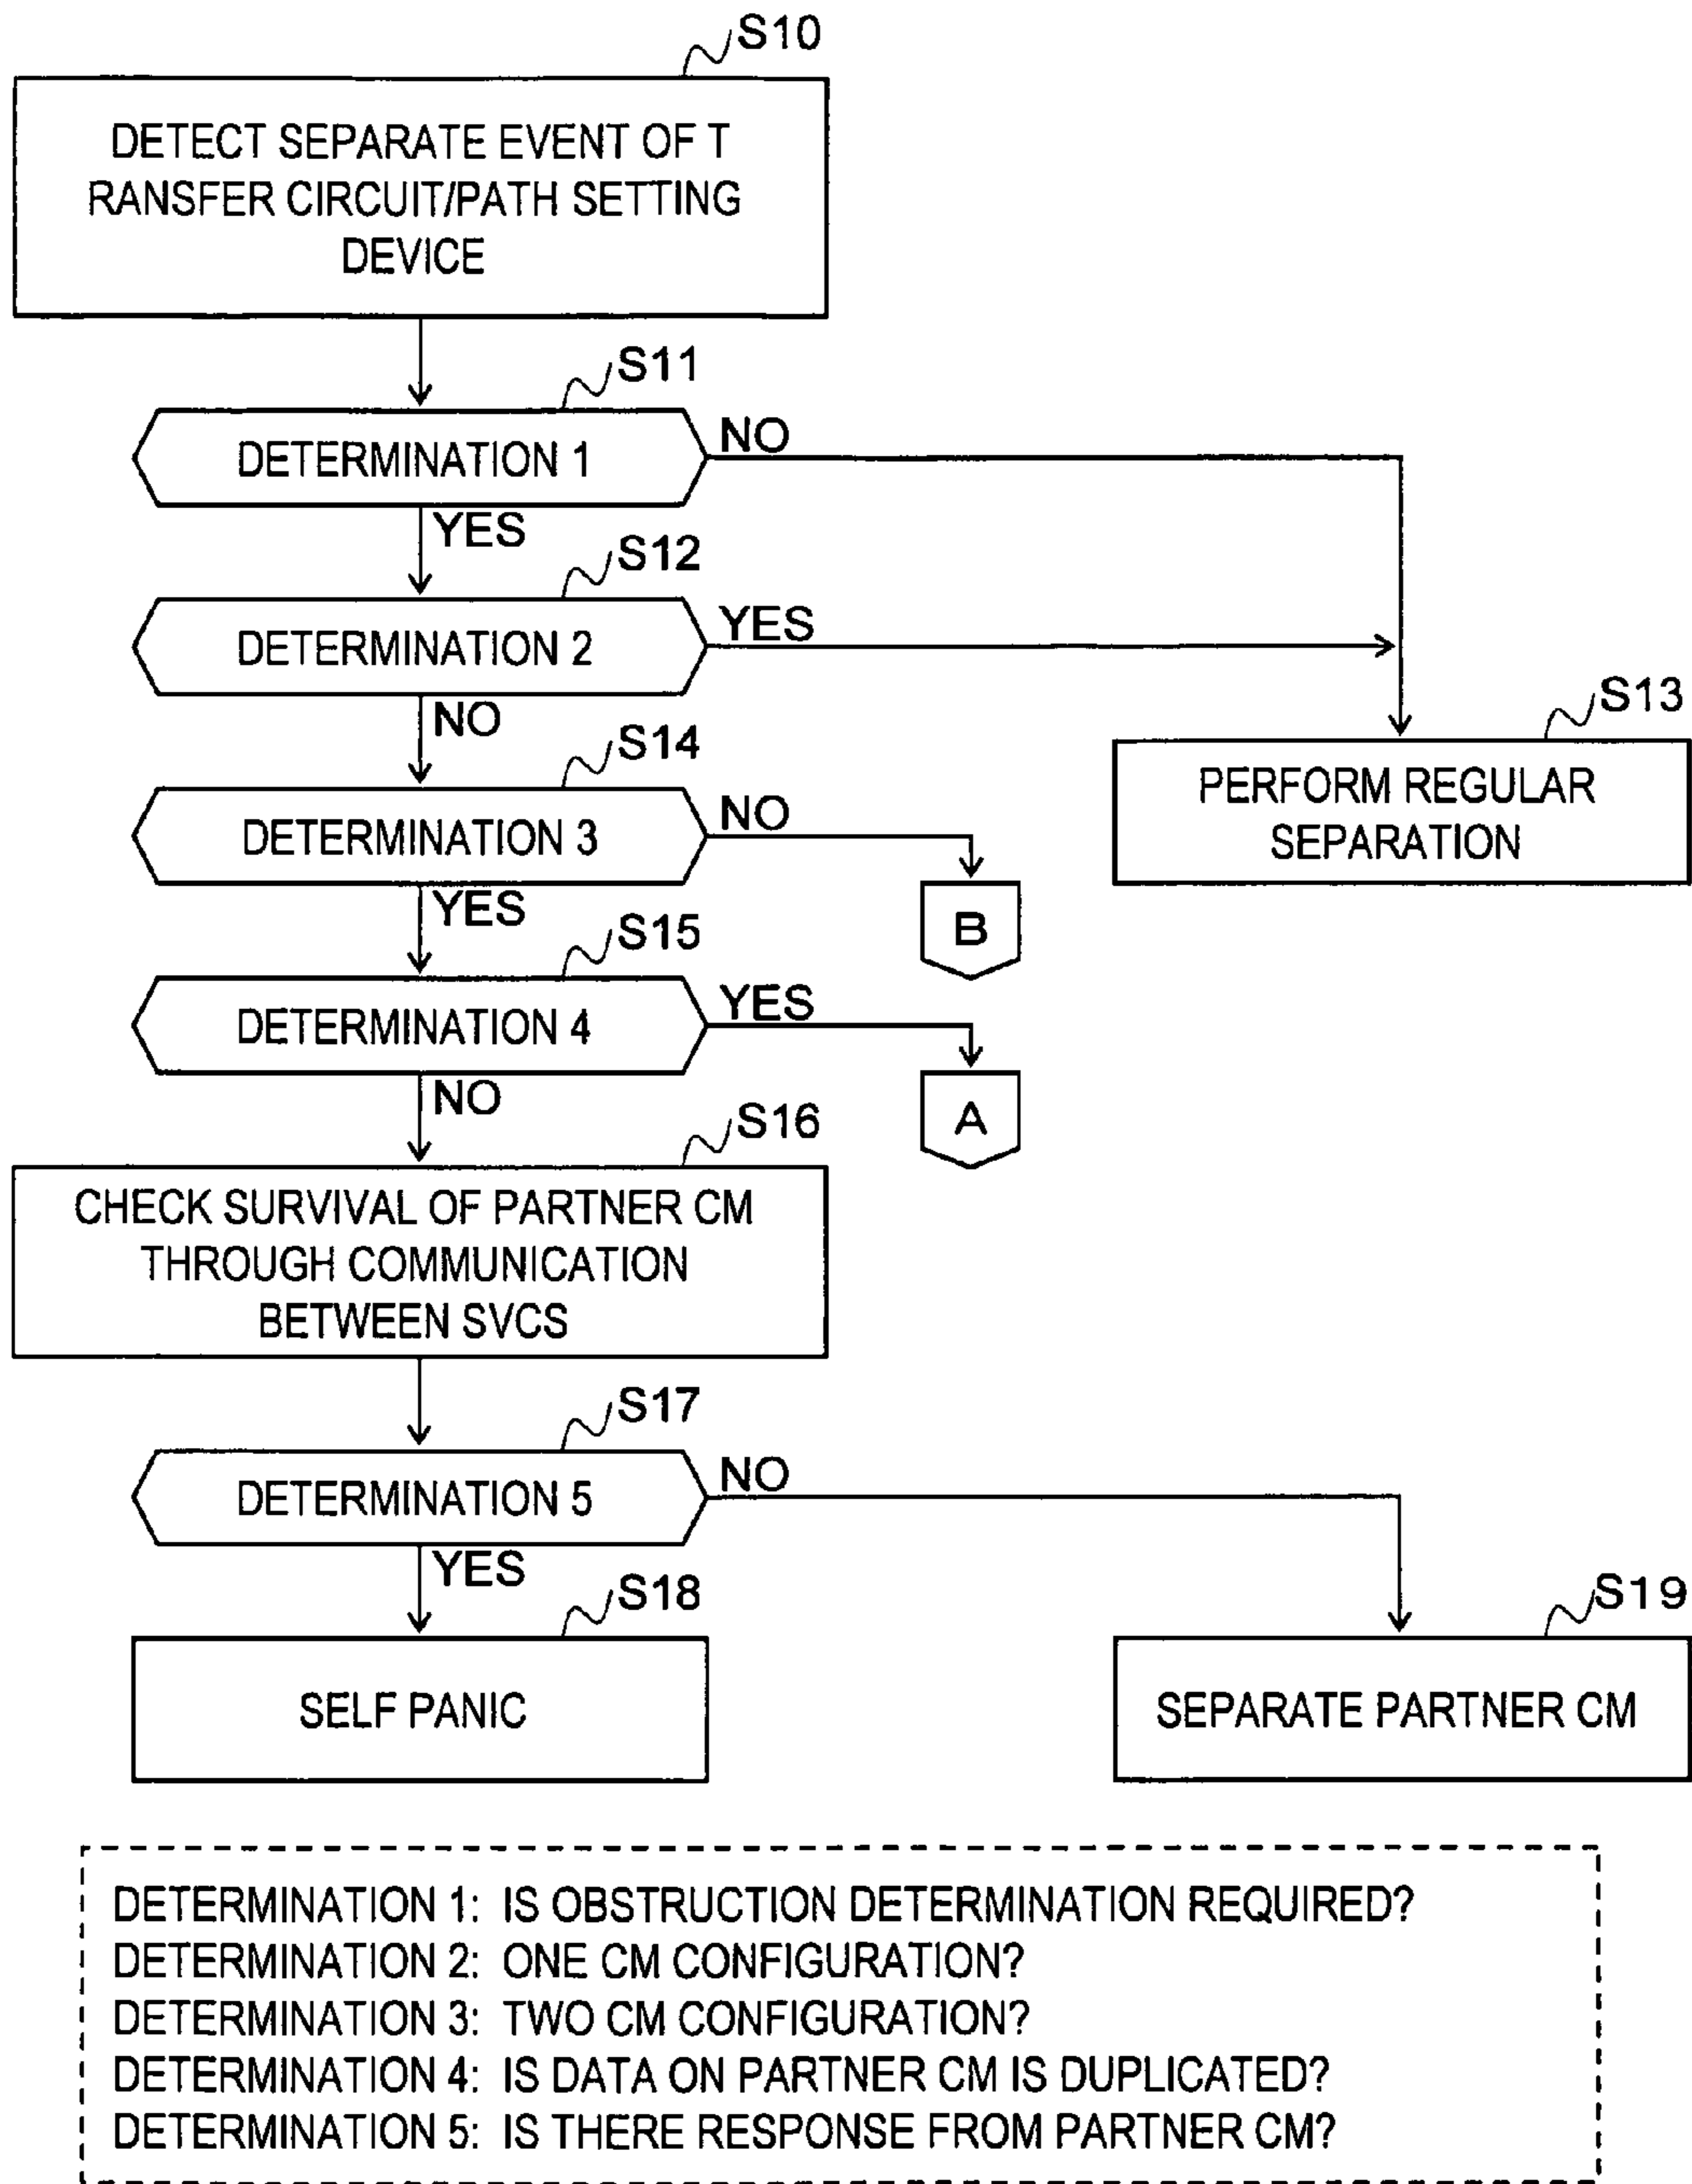 S10
DETECT SEPARATE EVENT OF T
RANSFER CIRCUIT/PATH SETTING
DEVICE
S11
DETERMINATION 1
NO
YES
S12
DETERMINATION 2
YES
NO
S13
PERFORM REGULAR
SEPARATION
S14
DETERMINATION 3
NO
YES
B
S15
DETERMINATION 4
YES
NO
A
S16
CHECK SURVIVAL OF PARTNER CM
THROUGH COMMUNICATION
BETWEEN SVCS
S17
DETERMINATION 5
NO
YES
S18
SELF PANIC
S19
SEPARATE PARTNER CM
DETERMINATION 1: IS OBSTRUCTION DETERMINATION REQUIRED?
DETERMINATION 2: ONE CM CONFIGURATION?
DETERMINATION 3: TWO CM CONFIGURATION?
DETERMINATION 4: IS DATA ON PARTNER CM IS DUPLICATED?
DETERMINATION 5: IS THERE RESPONSE FROM PARTNER CM?